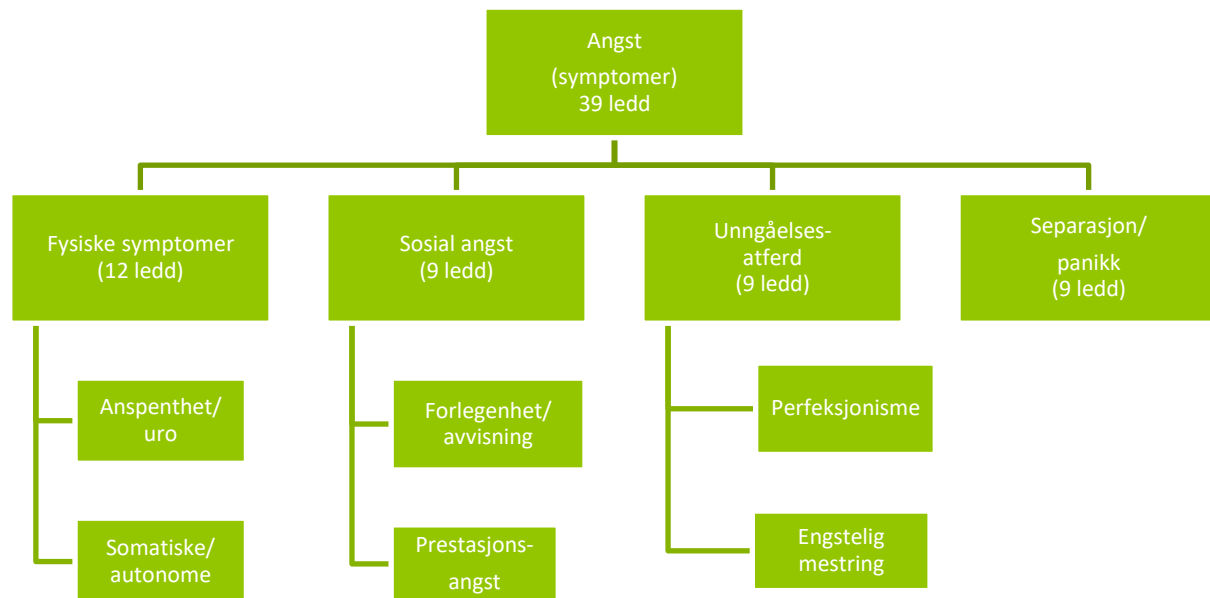 Angst
(symptomer)
39 ledd
Fysiske symptomer
(12 ledd)
Sosial angst
(9 ledd)
Unngåelses-
atferd
(9 ledd)
Separasjon/
panikk
(9 ledd)
Anspenthet/
uro
Forlegenhet/
avvisning
Perfeksjonisme
Somatiske/
autonome
Prestasjons-
angst
Engstelig
mestring